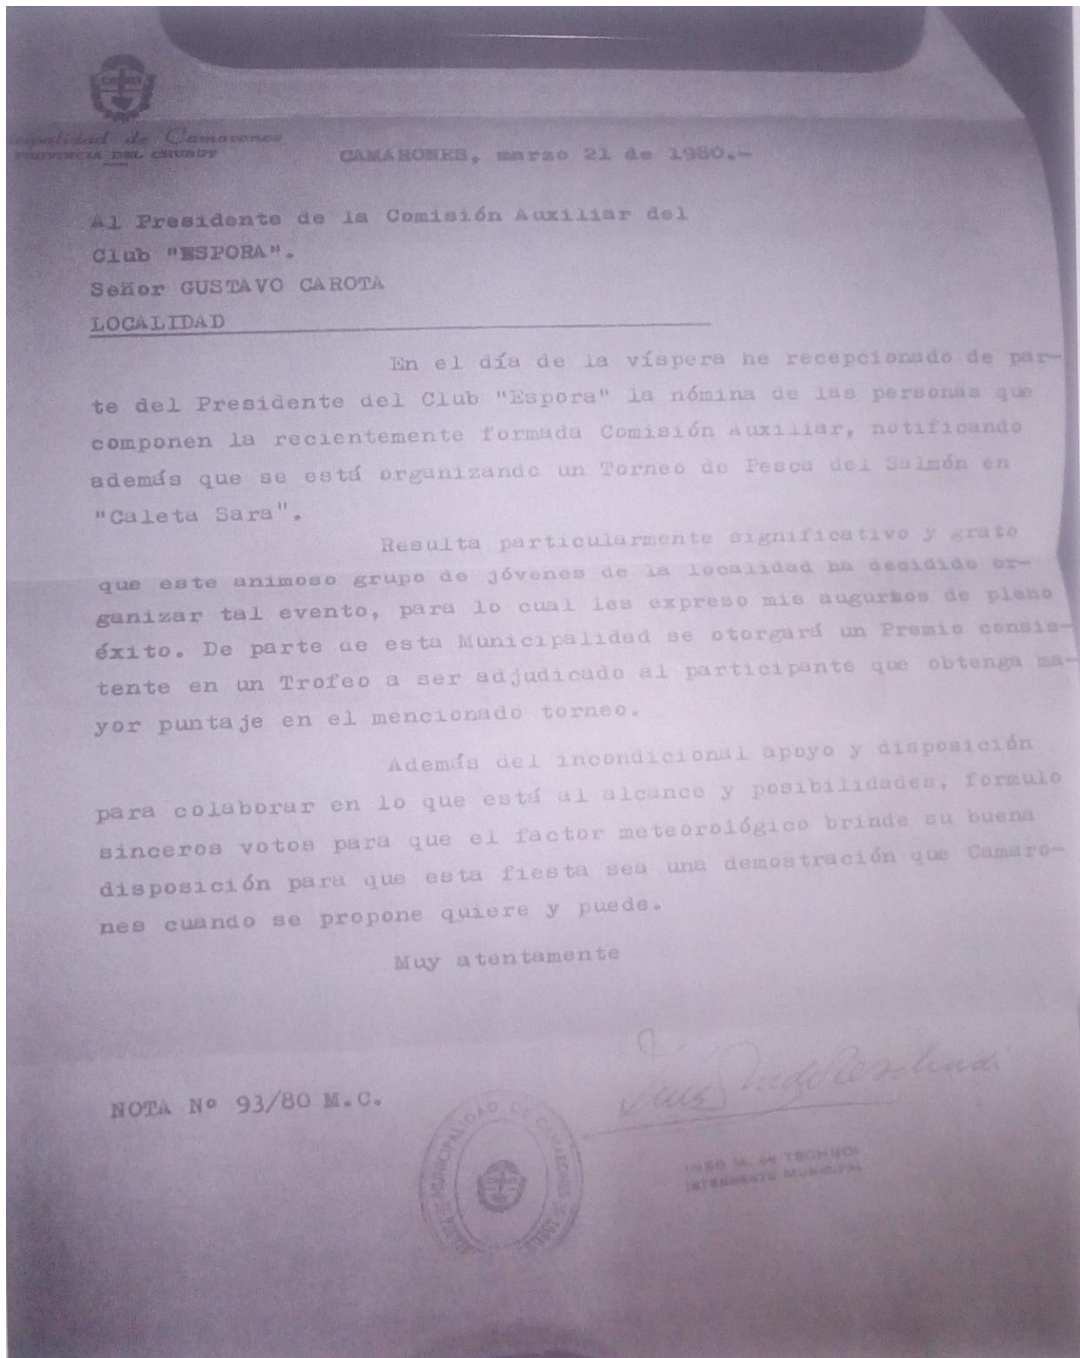 cipalidad de Camarones
PROVINCIA DEL CHUBUT
CAMARONES, marzo 21 de 1980.-
Al Presidente de la Comisión Auxiliar del
Club "ESPORA".
Señor GUSTAVO CAROTA
LOCALIDAD
En el día de la víspera he recepcionado de par-
te del Presidente del Club "Espora" la nómina de las personas que
componen la recientemente formada Comisión Auxiliar, notificando
además que se está organizando un Torneo de Pesca del Salmón en
"Caleta Sara".
Resulta particularmente significativo y grato
que este animoso grupo de jóvenes de la localidad ha decidido or-
ganizar tal evento, para lo cual les expreso mis augurios de pleno
éxito. De parte de esta Municipalidad se otorgará un Premio consis-
tente en un Trofeo a ser adjudicado al participante que obtenga ma-
yor puntaje en el mencionado torneo.
Además del incondicional apoyo y disposición
para colaborar en lo que está al alcance y posibilidades, formulo
sinceros votos para que el factor meteorológico brinde su buena
disposición para que esta fiesta sea una demostración que Camaro-
nes cuando se propone quiere y puede.
Muy atentamente
NOTA Nº 93/80 M.C.
MUNICIPALIDAD DE CAMARONES
INES M. de TSCHUDI
INTENDENTE MUNICIPAL